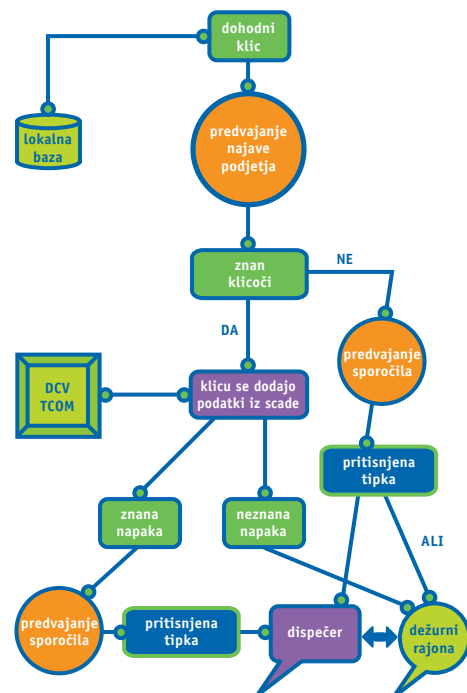 dohodni
klic
lokalna
baza
predvajanje
najave
podjetja
znan
klicoči
NE
DA
predvajanje
sporočila
DCV
TCOM
klicu se dodajo
podatki iz scade
pritisnjena
tipka
znana
napaka
neznana
napaka
ALI
predvajanje
sporočila
pritisnjena
tipka
dispečer
dežurni
rajona